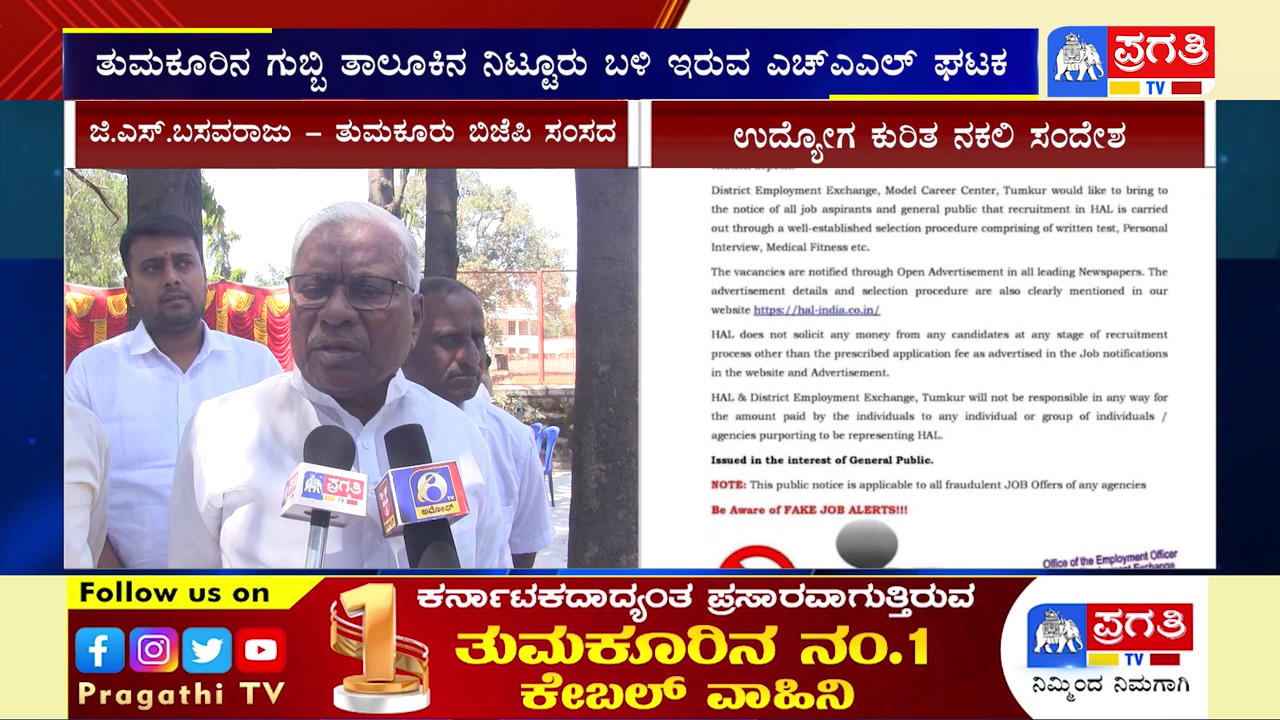 ತುಮಕೂರಿನ ಗುಬ್ಬಿ ತಾಲೂಕಿನ ನಿಟ್ಟೂರು ಬಳಿ ಇರುವ ಎಚ್ಎಎಲ್ ಘಟಕ
ಪ್ರಗತಿ
TV
ಜಿ.ಎಸ್.ಬಸವರಾಜು – ತುಮಕೂರು ಬಿಜೆಪಿ ಸಂಸದ
ಉದ್ಯೋಗ ಕುರಿತ ನಕಲಿ ಸಂದೇಶ
District Employment Exchange, Model Career Center, Tumkur would like to bring to
the notice of all job aspirants and general public that recruitment in HAL is carried
out through a well-established selection procedure comprising of written test, Personal
Interview, Medical Fitness etc.
The vacancies are notified through Open Advertisement in all leading Newspapers. The
advertisement details and selection procedure are also clearly mentioned in our
website https://hal-india.co.in/
HAL does not solicit any money from any candidates at any stage of recruitment
process other than the prescribed application fee as advertised in the Job notifications
in the website and Advertisement.
HAL & District Employment Exchange, Tumkur will not be responsible in any way for
the amount paid by the individuals to any individual or group of individuals /
agencies purporting to be representing HAL.
Issued in the interest of General Public.
NOTE: This public notice is applicable to all fraudulent JOB Offers of any agencies
Be Aware of FAKE JOB ALERTS!!!
Office of the Employment Officer
ಪ್ರಗತಿ
TV
TV
ಅಮೋಘ್
Follow us on
Pragathi TV
1
ಕರ್ನಾಟಕದಾದ್ಯಂತ ಪ್ರಸಾರವಾಗುತ್ತಿರುವ
ತುಮಕೂರಿನ ನಂ.1
ಕೇಬಲ್ ವಾಹಿನಿ
ಪ್ರಗತಿ
TV
ನಿಮ್ಮಿಂದ ನಿಮಗಾಗಿ